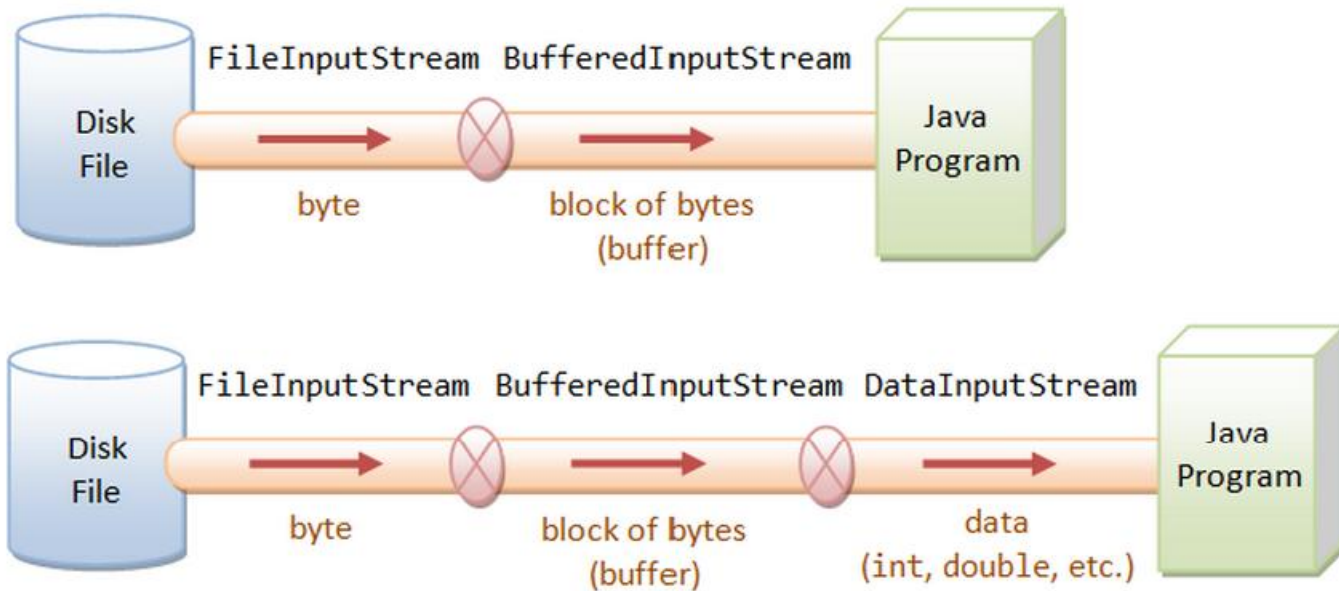 FileInputStream BufferedInputStream
Disk
File
Java
Program
byte
block of bytes
(buffer)
FileInputStream BufferedInputStream DataInputStream
Disk
File
Java
Program
byte
block of bytes
(buffer)
data
(int, double, etc.)